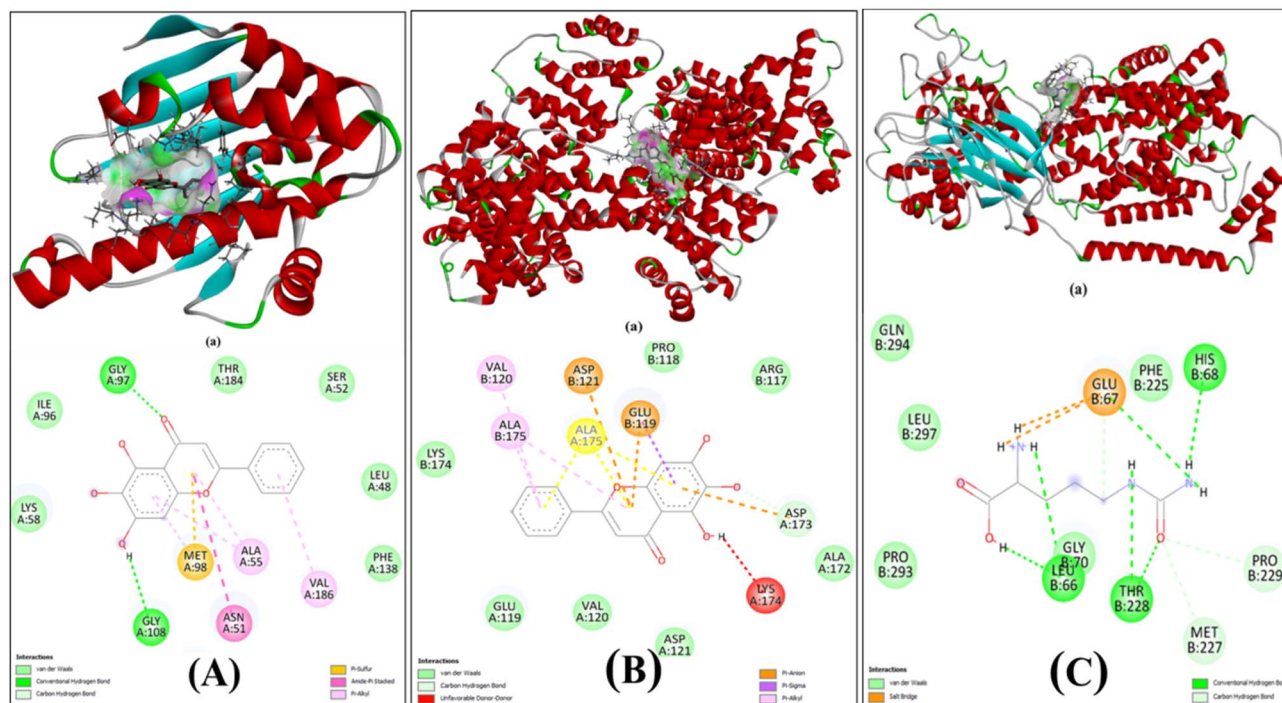 (a)
GLY
A:97
THR
A:184
SER
A:52
ILE
A:96
LEU
A:48
LYS
A:58
MET
A:98
ALA
A:55
PHE
A:138
VAL
A:186
GLY
A:108
ASN
A:51
H
O
O
O
O
O
(A)
Interactions
van der Waals
Conventional Hydrogen Bond
Carbon Hydrogen Bond
Pi-Sulfur
Amide-Pi Stacked
Pi-Alkyl
(a)
PRO
B:118
VAL
B:120
ASP
B:121
ARG
B:117
GLU
B:119
ALA
B:175
ALA
A:175
LYS
B:174
ASP
A:173
ALA
A:172
LYS
A:174
GLU
A:119
VAL
A:120
ASP
A:121
O
O
O
O
O
H
(B)
Interactions
van der Waals
Carbon Hydrogen Bond
Unfavorable Donor-Donor
Pi-Anion
Pi-Sigma
Pi-Alkyl
(a)
GLN
B:294
GLU
B:67
PHE
B:225
HIS
B:68
LEU
B:297
PRO
B:293
GLY
B:70
LEU
B:66
THR
B:228
PRO
B:229
MET
B:227
H
H
N
H
H
N
H
N
H
O
O
H
O
(C)
Interactions
van der Waals
Salt Bridge
Conventional Hydrogen
Carbon Hydrogen Bond